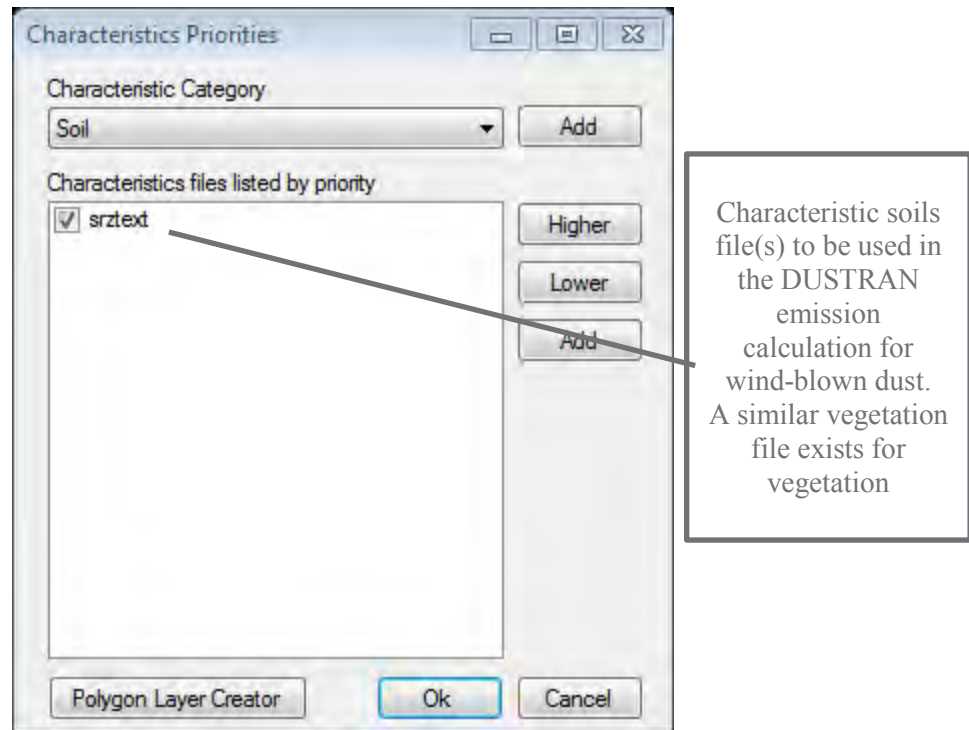 Characteristics Priorities
Characteristic Category
Soil
Add
Characteristics files listed by priority
srztext
Higher
Lower
Add
Polygon Layer Creator
Ok
Cancel
Characteristic soils
file(s) to be used in
the DUSTRAN
emission
calculation for
wind-blown dust.
A similar vegetation
file exists for
vegetation